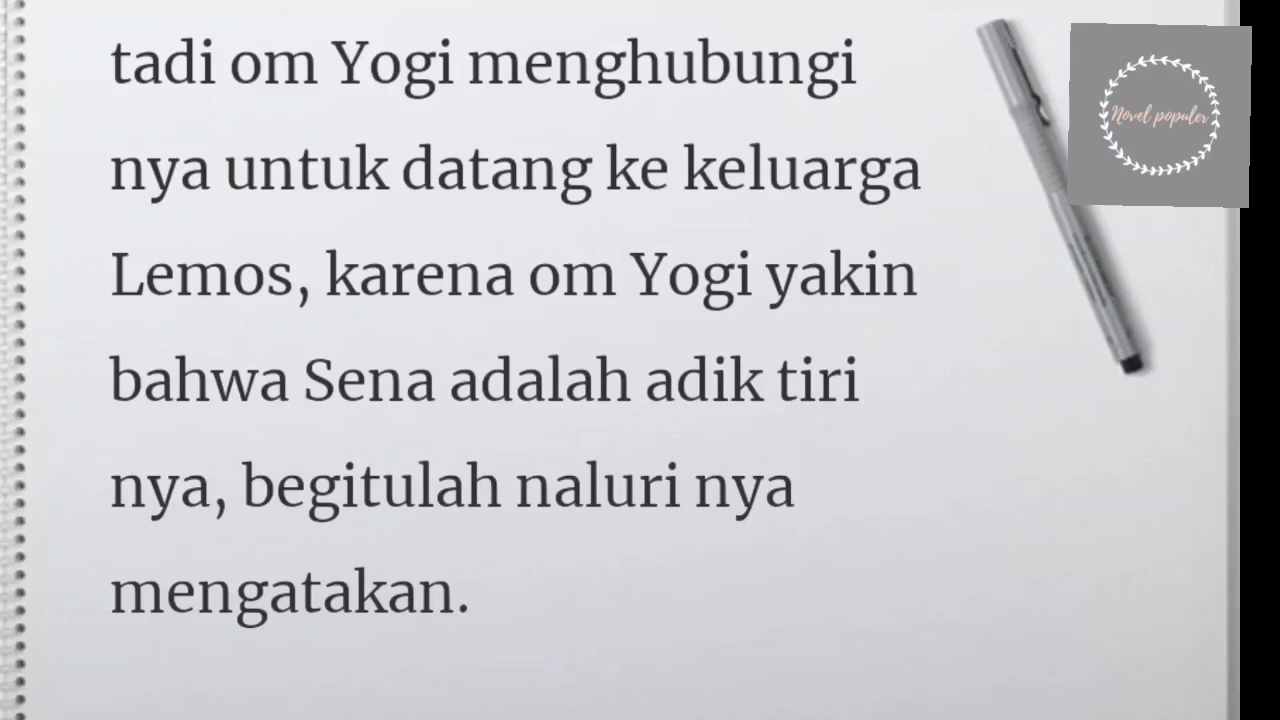 tadi om Yogi menghubungi
nya untuk datang ke keluarga
Lemos, karena om Yogi yakin
bahwa Sena adalah adik tiri
nya, begitulah naluri nya
mengatakan.
Novel populer